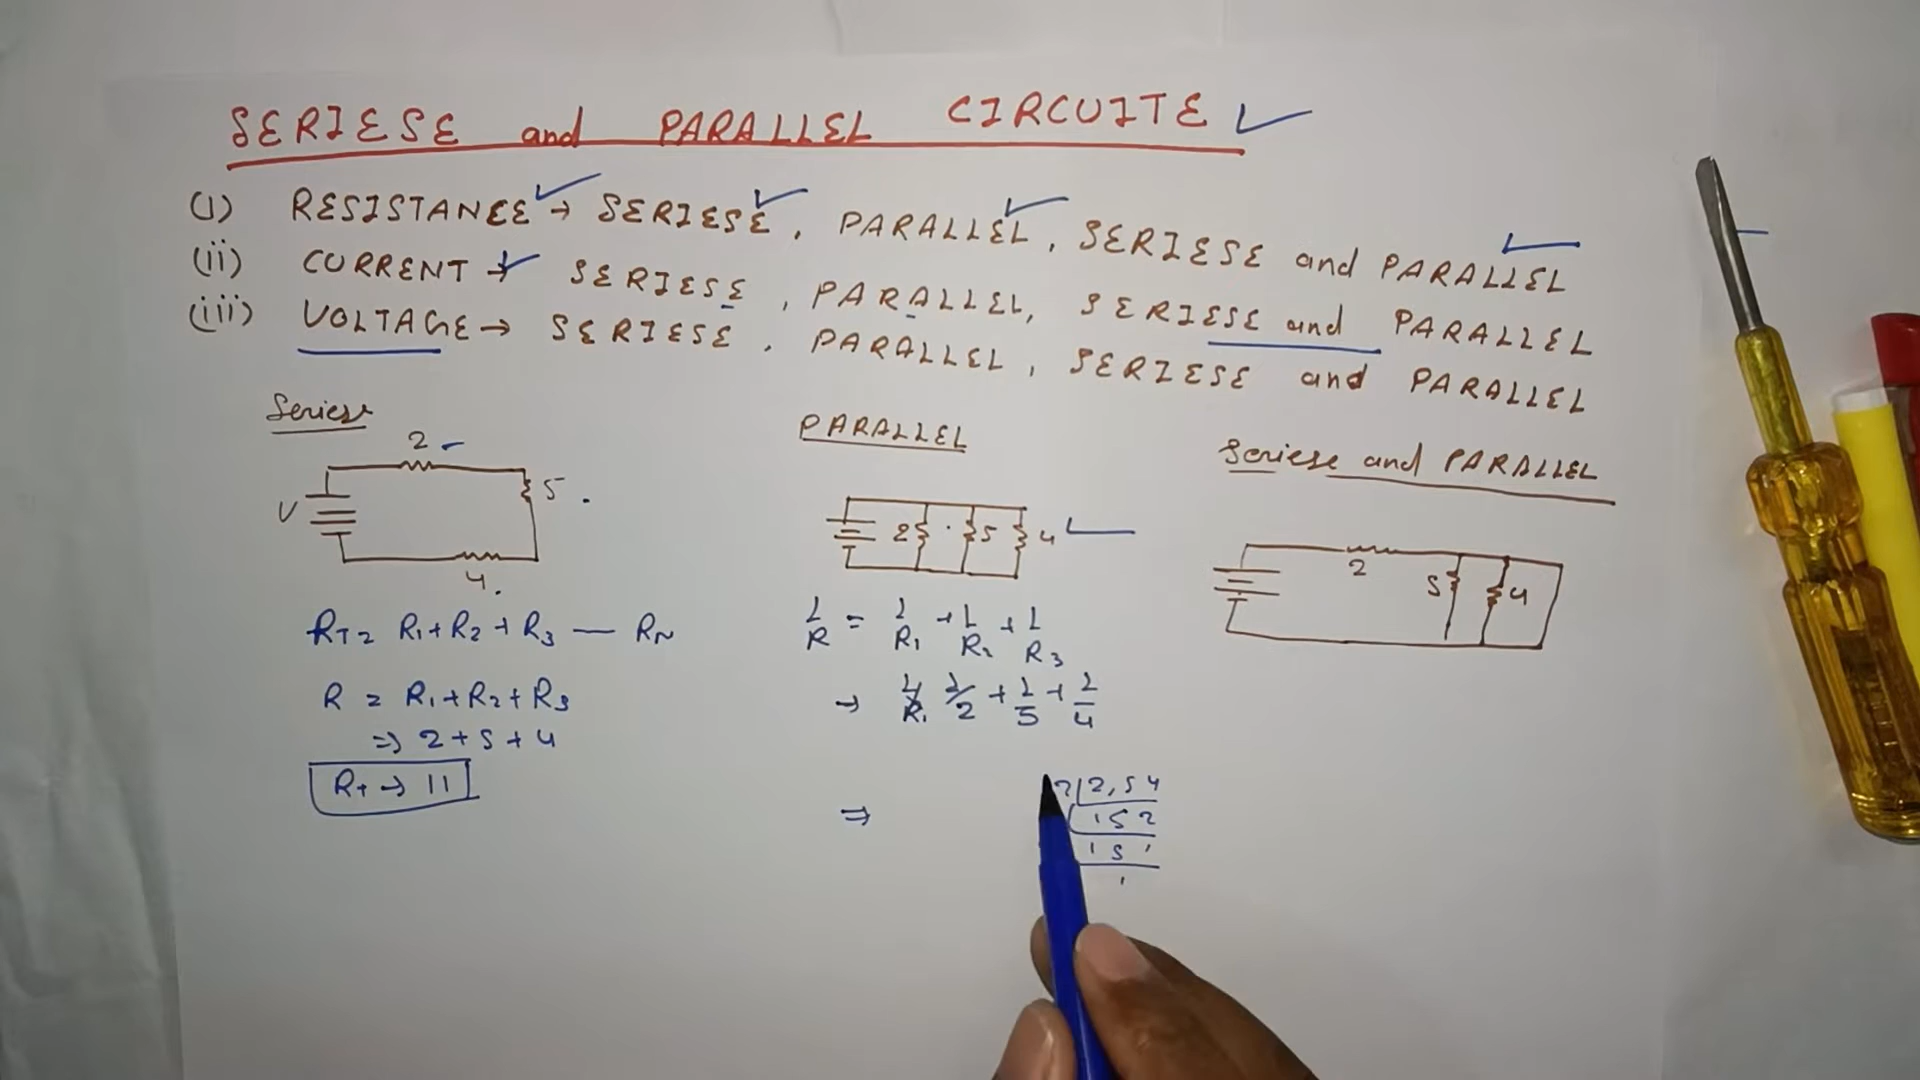 SERIESE and PARALLEL CIRCUITE
(i) RESISTANCE → SERIESE, PARALLEL, SERIESE and PARALLEL
(ii) CURRENT → SERIESE, PARALLEL, SERIESE and PARALLEL
(iii) VOLTAGE → SERIESE, PARALLEL, SERIESE and PARALLEL
Seriese
2
5
V
4
RT = R1 + R2 + R3 — RN
R = R1 + R2 + R3
⇒ 2 + 5 + 4
Rt → 11
PARALLEL
2 5 4
1/R = 1/R1 + 1/R2 + 1/R3
→ 1/2 + 1/5 + 1/4
⇒
2 | 2, 5 4
1 5 2
1 5 1
1
Seriese and PARALLEL
2
5 4